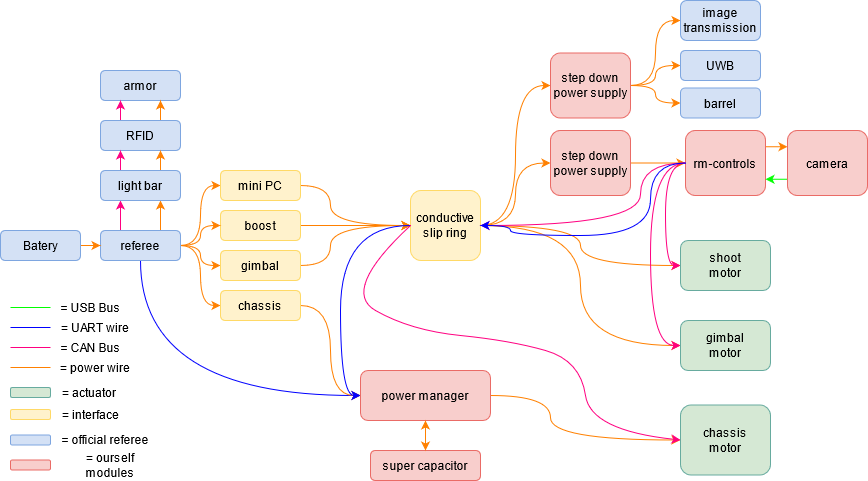 image
transmission
UWB
barrel
step down
power supply
step down
power supply
rm-controls
camera
armor
RFID
light bar
Batery
referee
mini PC
boost
gimbal
chassis
conductive
slip ring
shoot
motor
gimbal
motor
chassis
motor
power manager
super capacitor
= USB Bus
= UART wire
= CAN Bus
= power wire
= actuator
= interface
= official referee
= ourself
modules